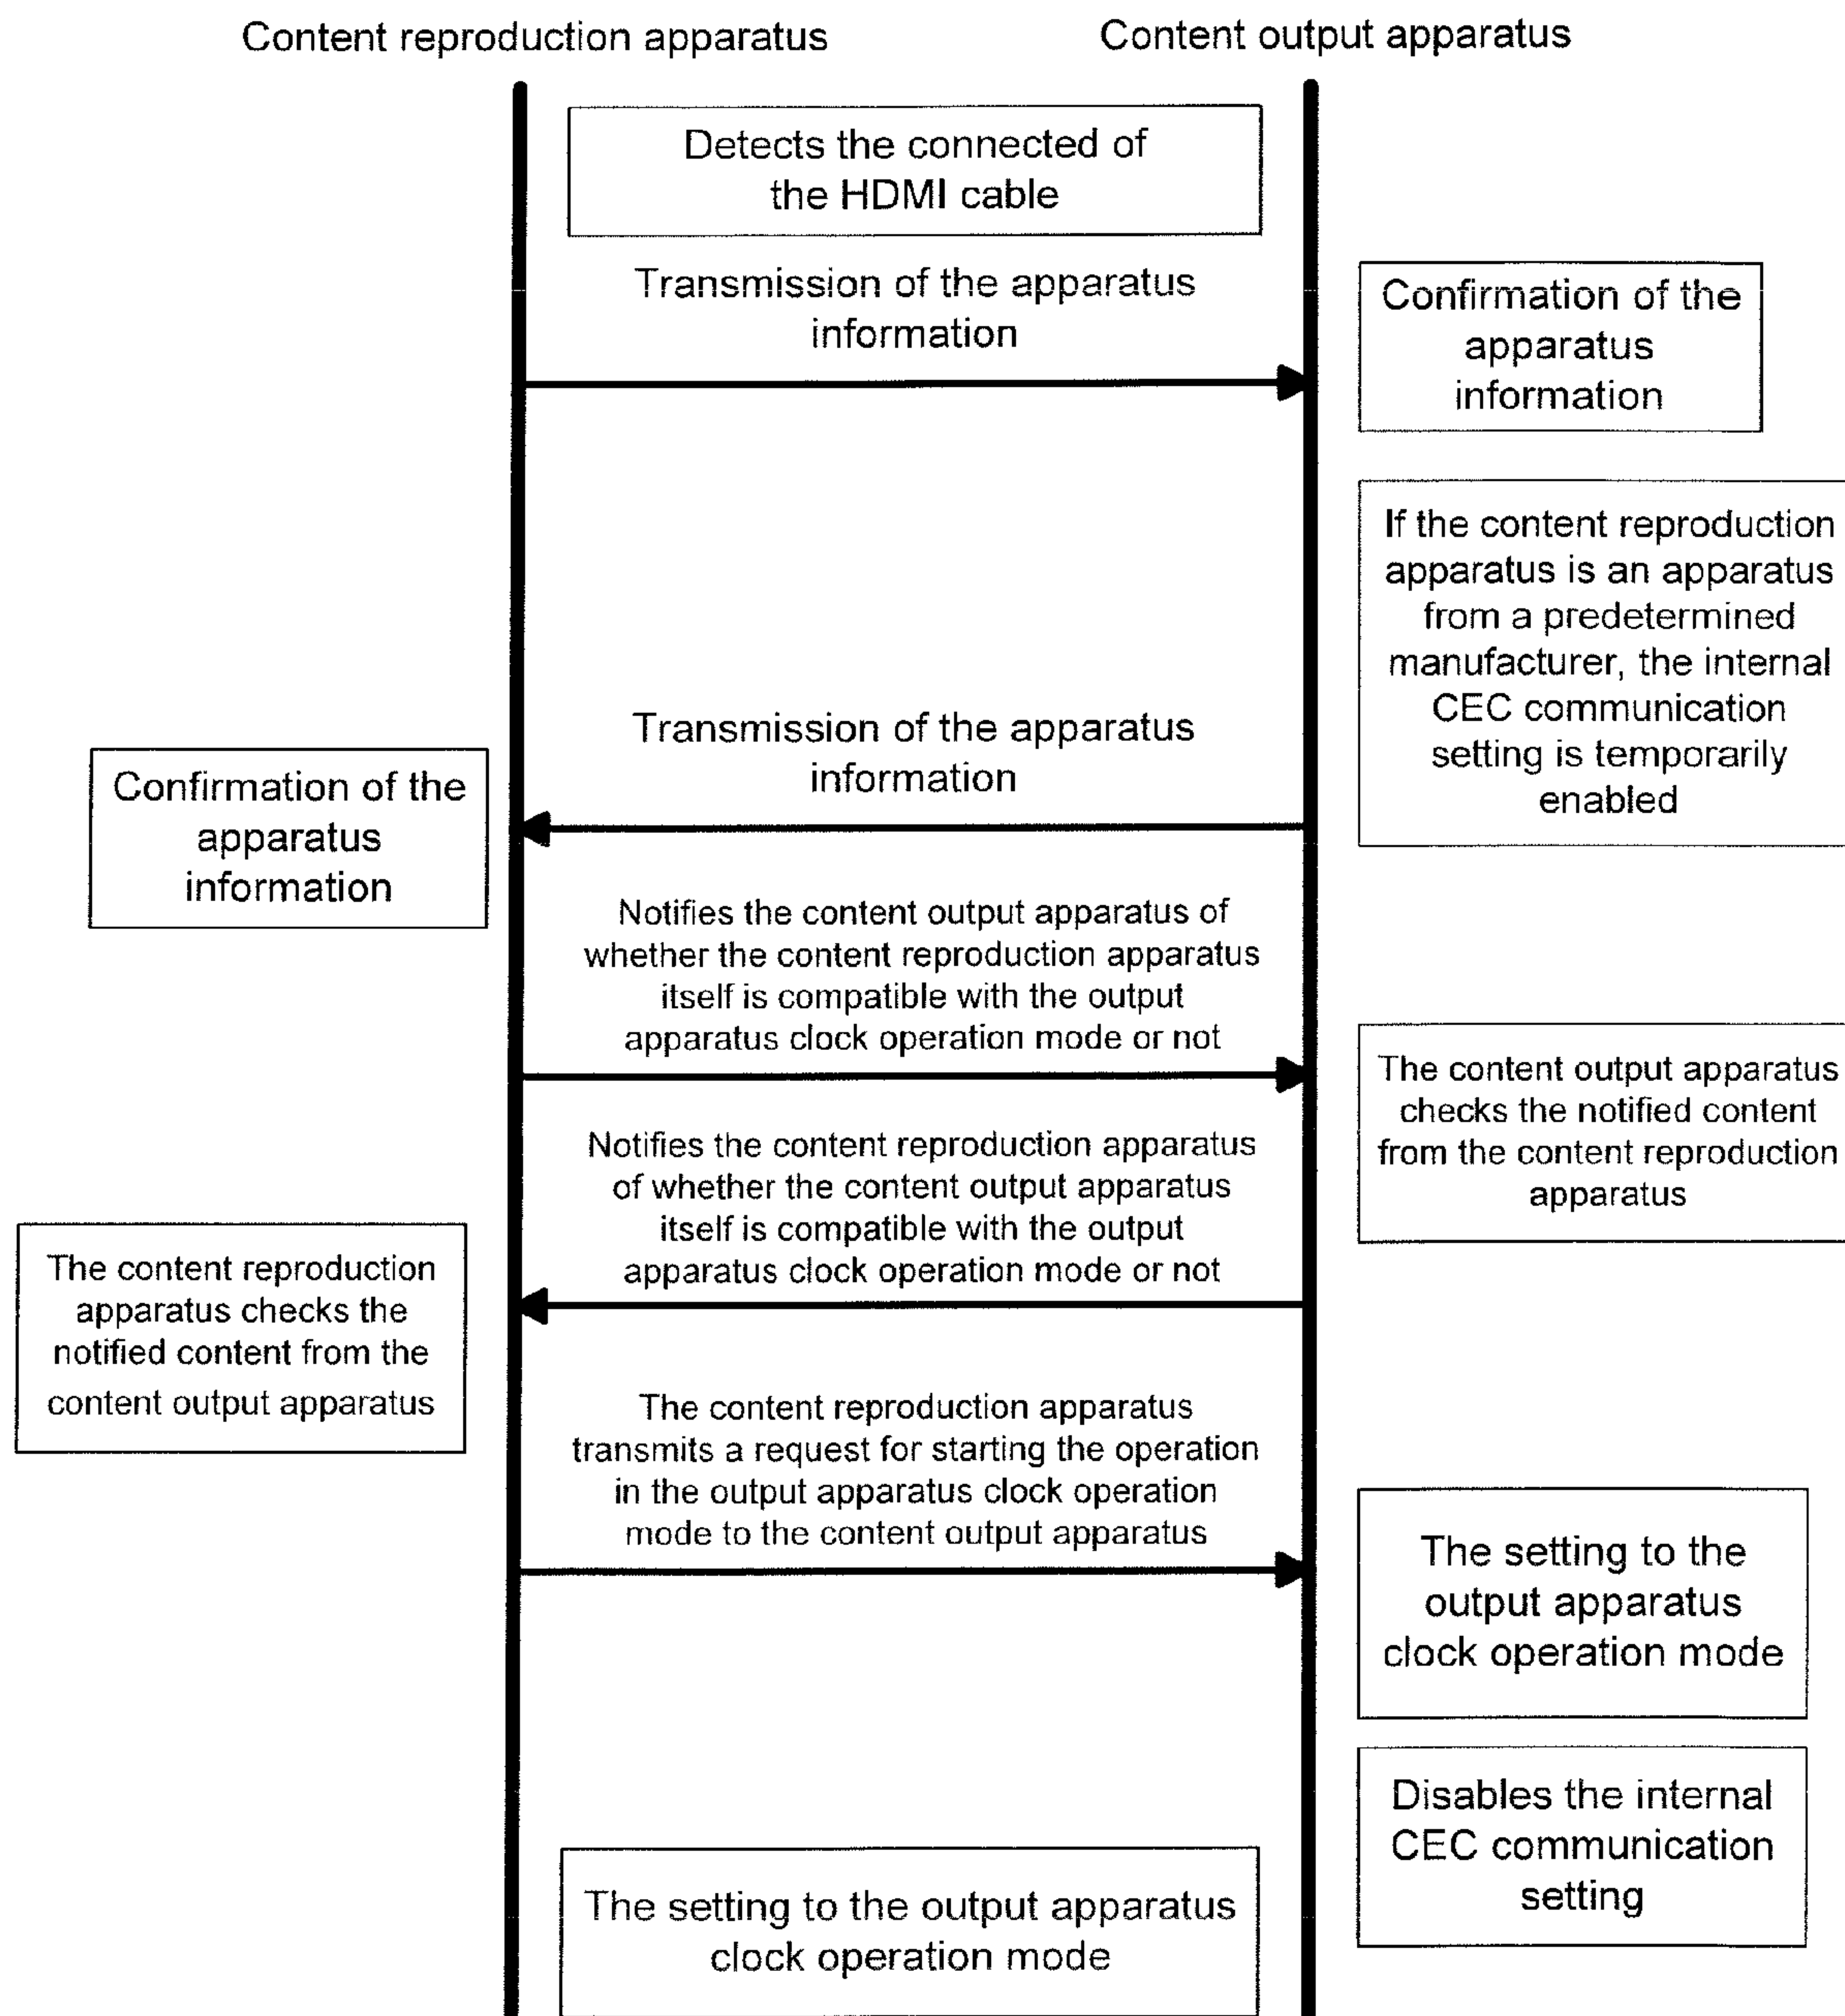 Content reproduction apparatus
Content output apparatus
Detects the connected of
the HDMI cable
Transmission of the apparatus
information
Confirmation of the
apparatus
information
If the content reproduction
apparatus is an apparatus
from a predetermined
manufacturer, the internal
CEC communication
setting is temporarily
enabled
Transmission of the apparatus
information
Confirmation of the
apparatus
information
Notifies the content output apparatus of
whether the content reproduction apparatus
itself is compatible with the output
apparatus clock operation mode or not
The content output apparatus
checks the notified content
from the content reproduction
apparatus
Notifies the content reproduction apparatus
of whether the content output apparatus
itself is compatible with the output
apparatus clock operation mode or not
The content reproduction
apparatus checks the
notified content from the
content output apparatus
The content reproduction apparatus
transmits a request for starting the operation
in the output apparatus clock operation
mode to the content output apparatus
The setting to the
output apparatus
clock operation mode
Disables the internal
CEC communication
setting
The setting to the output apparatus
clock operation mode